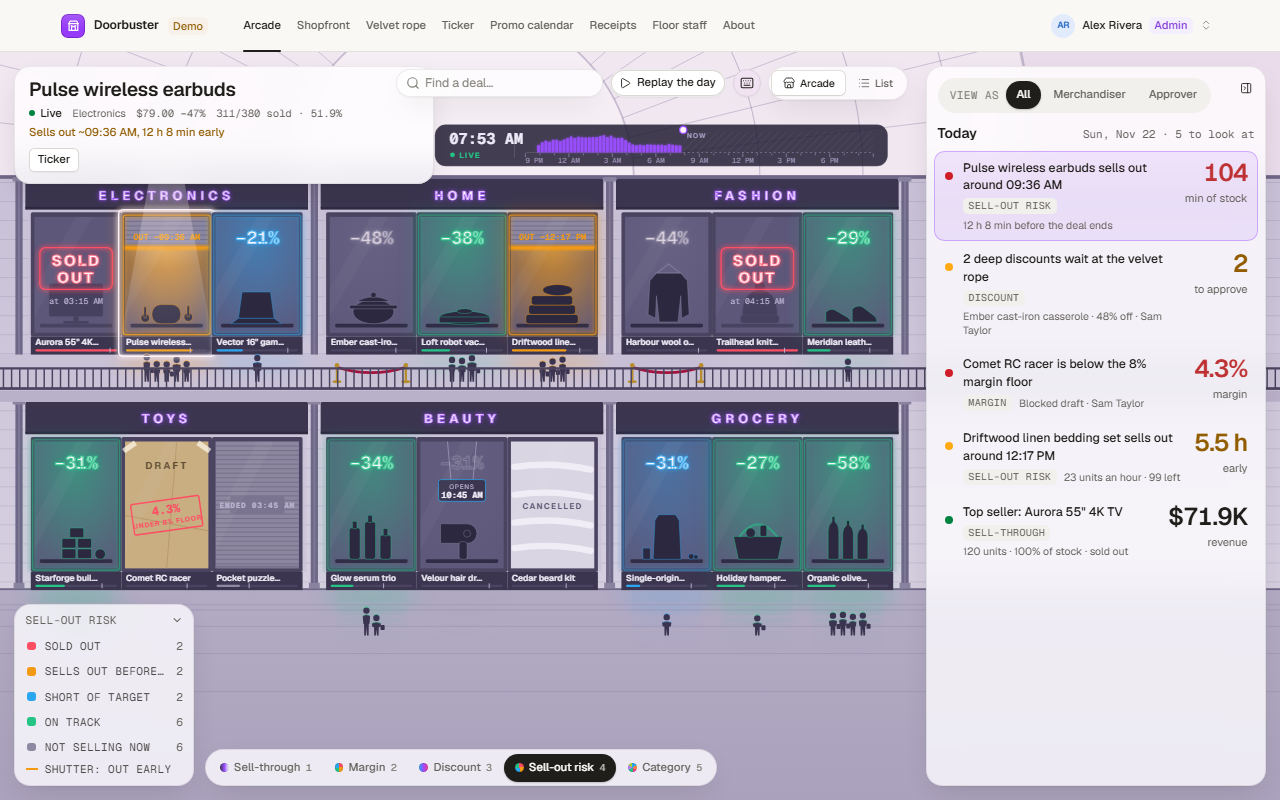 Doorbuster Demo Arcade Shopfront Velvet rope Ticker Promo calendar Receipts Floor staff About AR Alex Rivera Admin
Pulse wireless earbuds
Live Electronics $79.00 −47% 311/380 sold · 51.9%
Sells out ~09:36 AM, 12 h 8 min early
Ticker
Find a deal...
Replay the day
Arcade
List
07:53 AM
LIVE
NOW
9 PM 12 AM 3 AM 6 AM 9 AM 12 PM 3 PM 6 PM
ELECTRONICS
HOME
FASHION
SOLD OUT
at 03:15 AM
OUT ~09:36 AM
−21%
−48%
−38%
OUT ~12:17 PM
−44%
SOLD OUT
at 04:15 AM
−29%
Aurora 55" 4K...
Pulse wireless...
Vector 16" gam...
Ember cast-iro...
Loft robot vac...
Driftwood line...
Harbour wool o...
Trailhead knit...
Meridian leath...
TOYS
BEAUTY
GROCERY
−31%
DRAFT
4.3%
UNDER 8% FLOOR
ENDED 03:45 AM
−34%
−31%
OPENS
10:45 AM
CANCELLED
−31%
−27%
−58%
Starforge buil...
Comet RC racer
Pocket puzzle...
Glow serum trio
Velour hair dr...
Cedar beard kit
Single-origin...
Holiday hamper...
Organic olive...
SELL-OUT RISK
SOLD OUT 2
SELLS OUT BEFORE… 2
SHORT OF TARGET 2
ON TRACK 6
NOT SELLING NOW 6
SHUTTER: OUT EARLY
Sell-through 1
Margin 2
Discount 3
Sell-out risk 4
Category 5
VIEW AS All Merchandiser Approver
Today Sun, Nov 22 · 5 to look at
Pulse wireless earbuds sells out
around 09:36 AM
SELL-OUT RISK
12 h 8 min before the deal ends
104
min of stock
2 deep discounts wait at the velvet
rope
DISCOUNT
Ember cast-iron casserole · 48% off · Sam
Taylor
2
to approve
Comet RC racer is below the 8%
margin floor
MARGIN Blocked draft · Sam Taylor
4.3%
margin
Driftwood linen bedding set sells out
around 12:17 PM
SELL-OUT RISK 23 units an hour · 99 left
5.5 h
early
Top seller: Aurora 55" 4K TV
SELL-THROUGH
120 units · 100% of stock · sold out
$71.9K
revenue